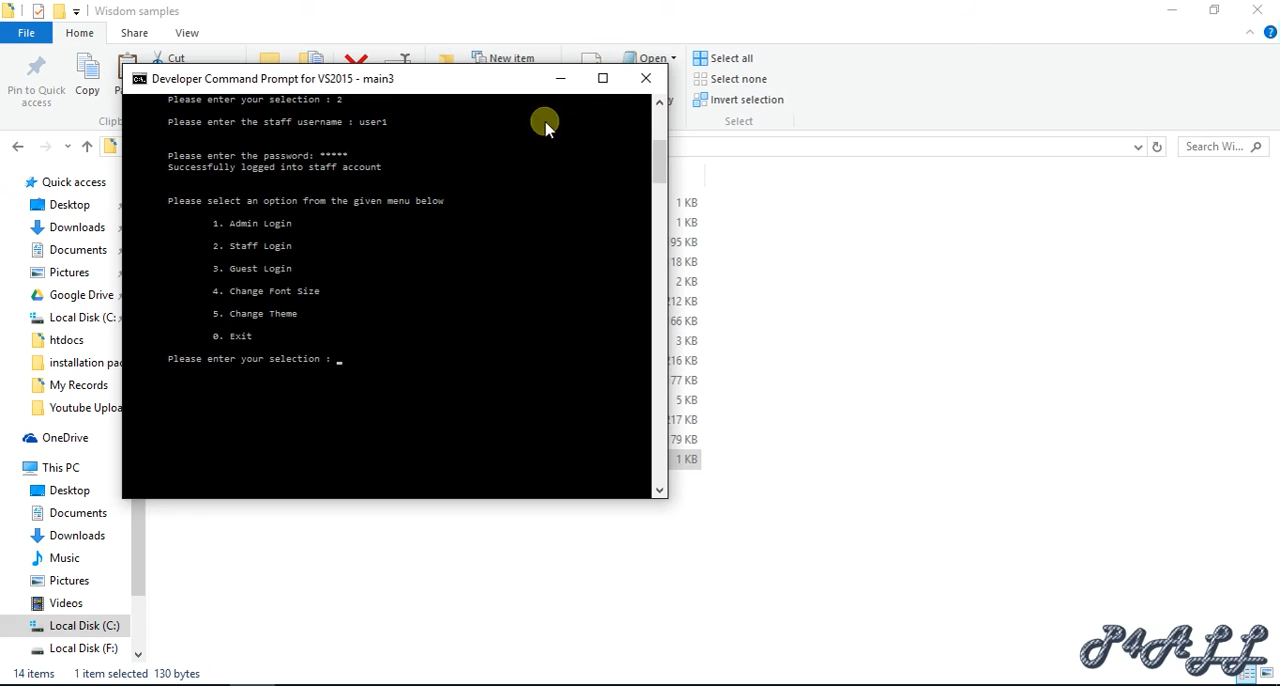 Wisdom samples
File
Home
Share
View
Pin to Quick
access
Copy
Cut
New item
Open
Select all
Select none
Invert selection
Select
Developer Command Prompt for VS2015 - main3
Please enter your selection : 2
Please enter the staff username : user1
Please enter the password: *****
Successfully logged into staff account
Please select an option from the given menu below
1. Admin Login
2. Staff Login
3. Guest Login
4. Change Font Size
5. Change Theme
0. Exit
Please enter your selection : _
Search Wi...
Quick access
Desktop
Downloads
Documents
Pictures
Google Drive
Local Disk (C:
htdocs
installation pac
My Records
Youtube Uploa
OneDrive
This PC
Desktop
Documents
Downloads
Music
Pictures
Videos
Local Disk (C:)
Local Disk (F:)
1 KB
1 KB
95 KB
18 KB
2 KB
212 KB
66 KB
3 KB
216 KB
77 KB
5 KB
217 KB
79 KB
1 KB
14 items
1 item selected 130 bytes
P4ALL